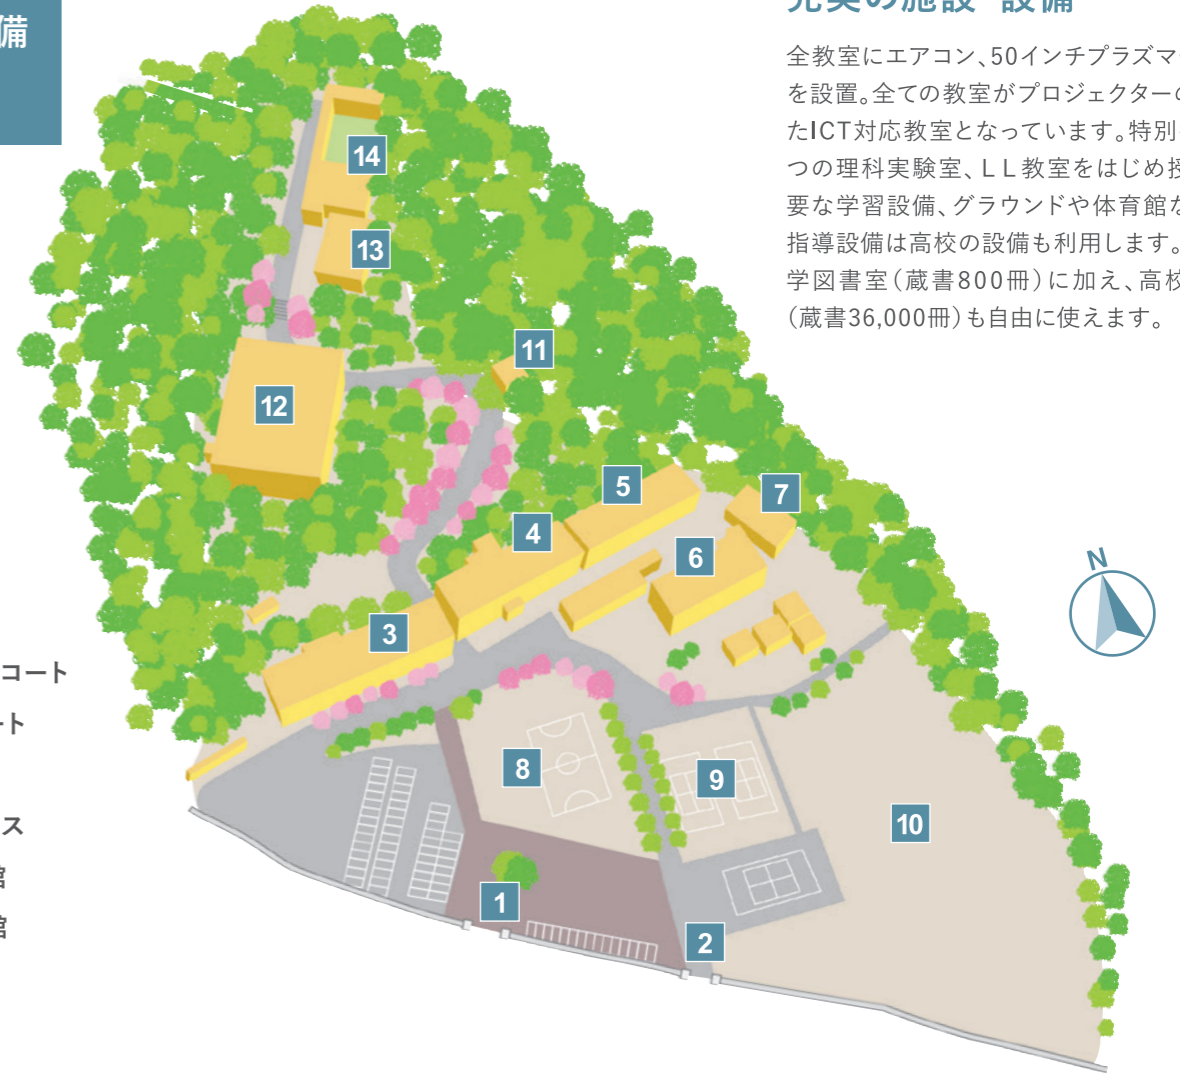 備
充実の施設・設備
全教室にエアコン、50インチプラズマ
を設置。全ての教室がプロジェクターの
たICT対応教室となっています。特別
つの理科実験室、LL教室をはじめ授
要な学習設備、グラウンドや体育館な
指導設備は高校の設備も利用します。
学図書室(蔵書800冊)に加え、高校
(蔵書36,000冊)も自由に使えます。
14
13
11
12
5
7
4
6
N
3
コート
ート
8
9
10
ス
館
館
1
2